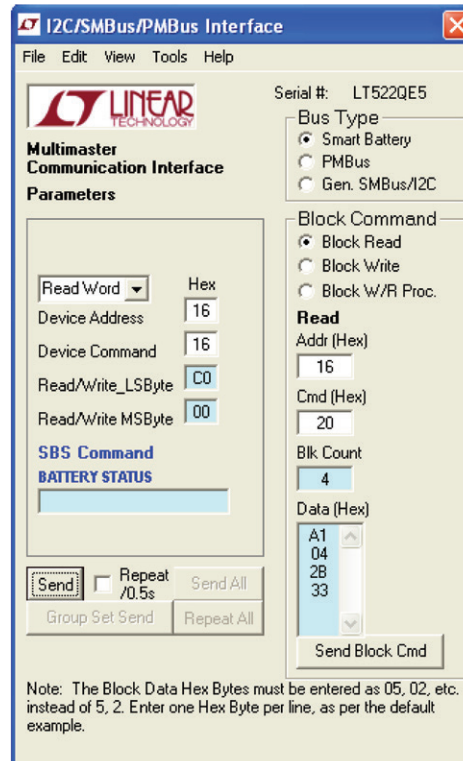 I2C/SMBus/PMBus Interface
File Edit View Tools Help
LINEAR
TECHNOLOGY
Multimaster
Communication Interface
Parameters
Read Word
Hex
Device Address 16
Device Command 16
Read/Write_LSByte C0
Read/Write MSByte 00
SBS Command
BATTERY STATUS
Send
Repeat
/0.5s
Send All
Group Set Send
Repeat All
Serial #: LT522QE5
Bus Type
Smart Battery
PMBus
Gen. SMBus/I2C
Block Command
Block Read
Block Write
Block W/R Proc.
Read
Addr (Hex)
16
Cmd (Hex)
20
Blk Count
4
Data (Hex)
A1
04
2B
33
Send Block Cmd
Note: The Block Data Hex Bytes must be entered as 05, 02, etc.
instead of 5, 2. Enter one Hex Byte per line, as per the default
example.